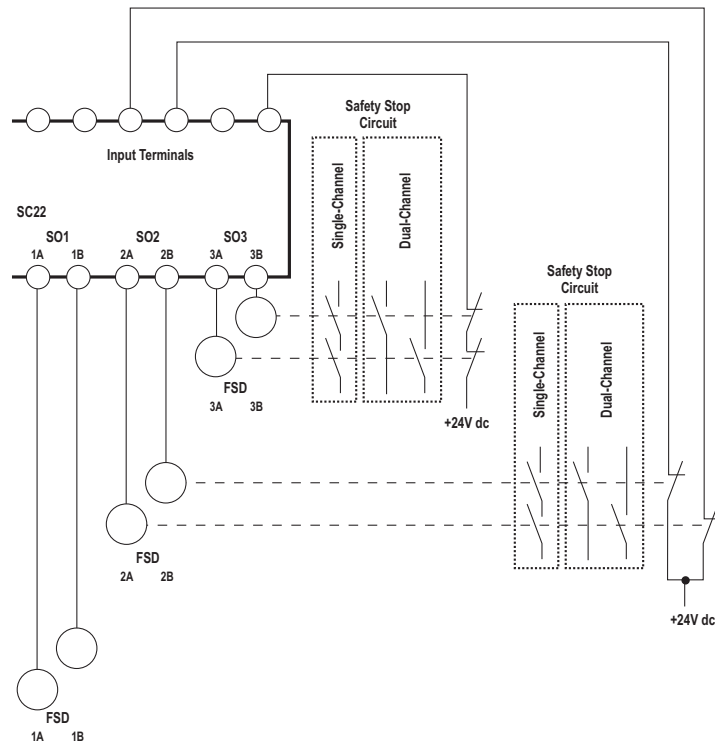 Safety Stop
Circuit
Input Terminals
Single-Channel
Dual-Channel
SC22
SO1 SO2 SO3
1A 1B 2A 2B 3A 3B
Safety Stop
Circuit
Single-Channel
Dual-Channel
FSD
3A 3B
+24V dc
FSD
2A 2B
+24V dc
FSD
1A 1B